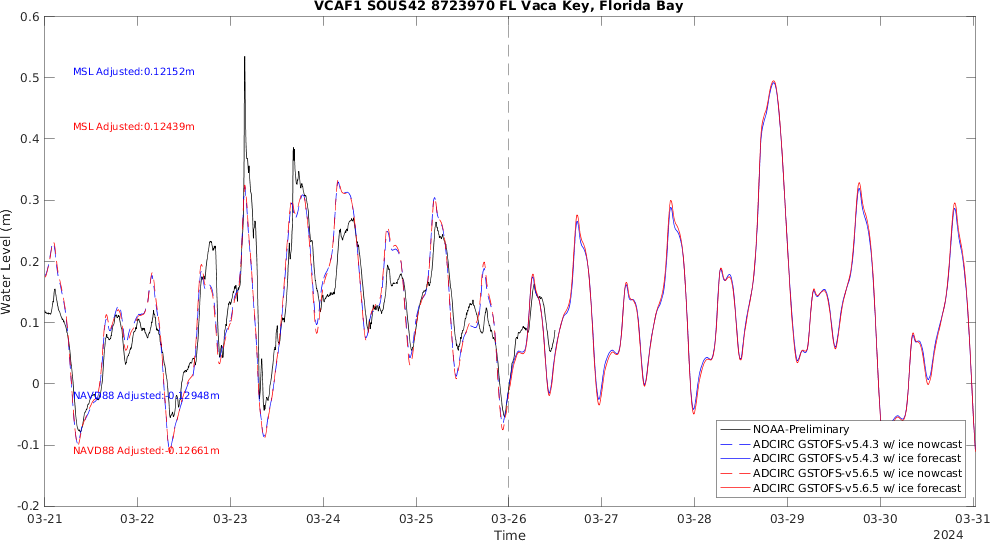 VCAF1 SOUS42 8723970 FL Vaca Key, Florida Bay
0.6
0.5
0.4
0.3
0.2
0.1
0
-0.1
-0.2
Water Level (m)
MSL Adjusted:0.12152m
MSL Adjusted:0.12439m
NAVD88 Adjusted:-0.12948m
NAVD88 Adjusted:-0.12661m
NOAA-Preliminary
ADCIRC GSTOFS-v5.4.3 w/ ice nowcast
ADCIRC GSTOFS-v5.4.3 w/ ice forecast
ADCIRC GSTOFS-v5.6.5 w/ ice nowcast
ADCIRC GSTOFS-v5.6.5 w/ ice forecast
03-21 03-22 03-23 03-24 03-25 03-26 03-27 03-28 03-29 03-30 03-31
Time
2024